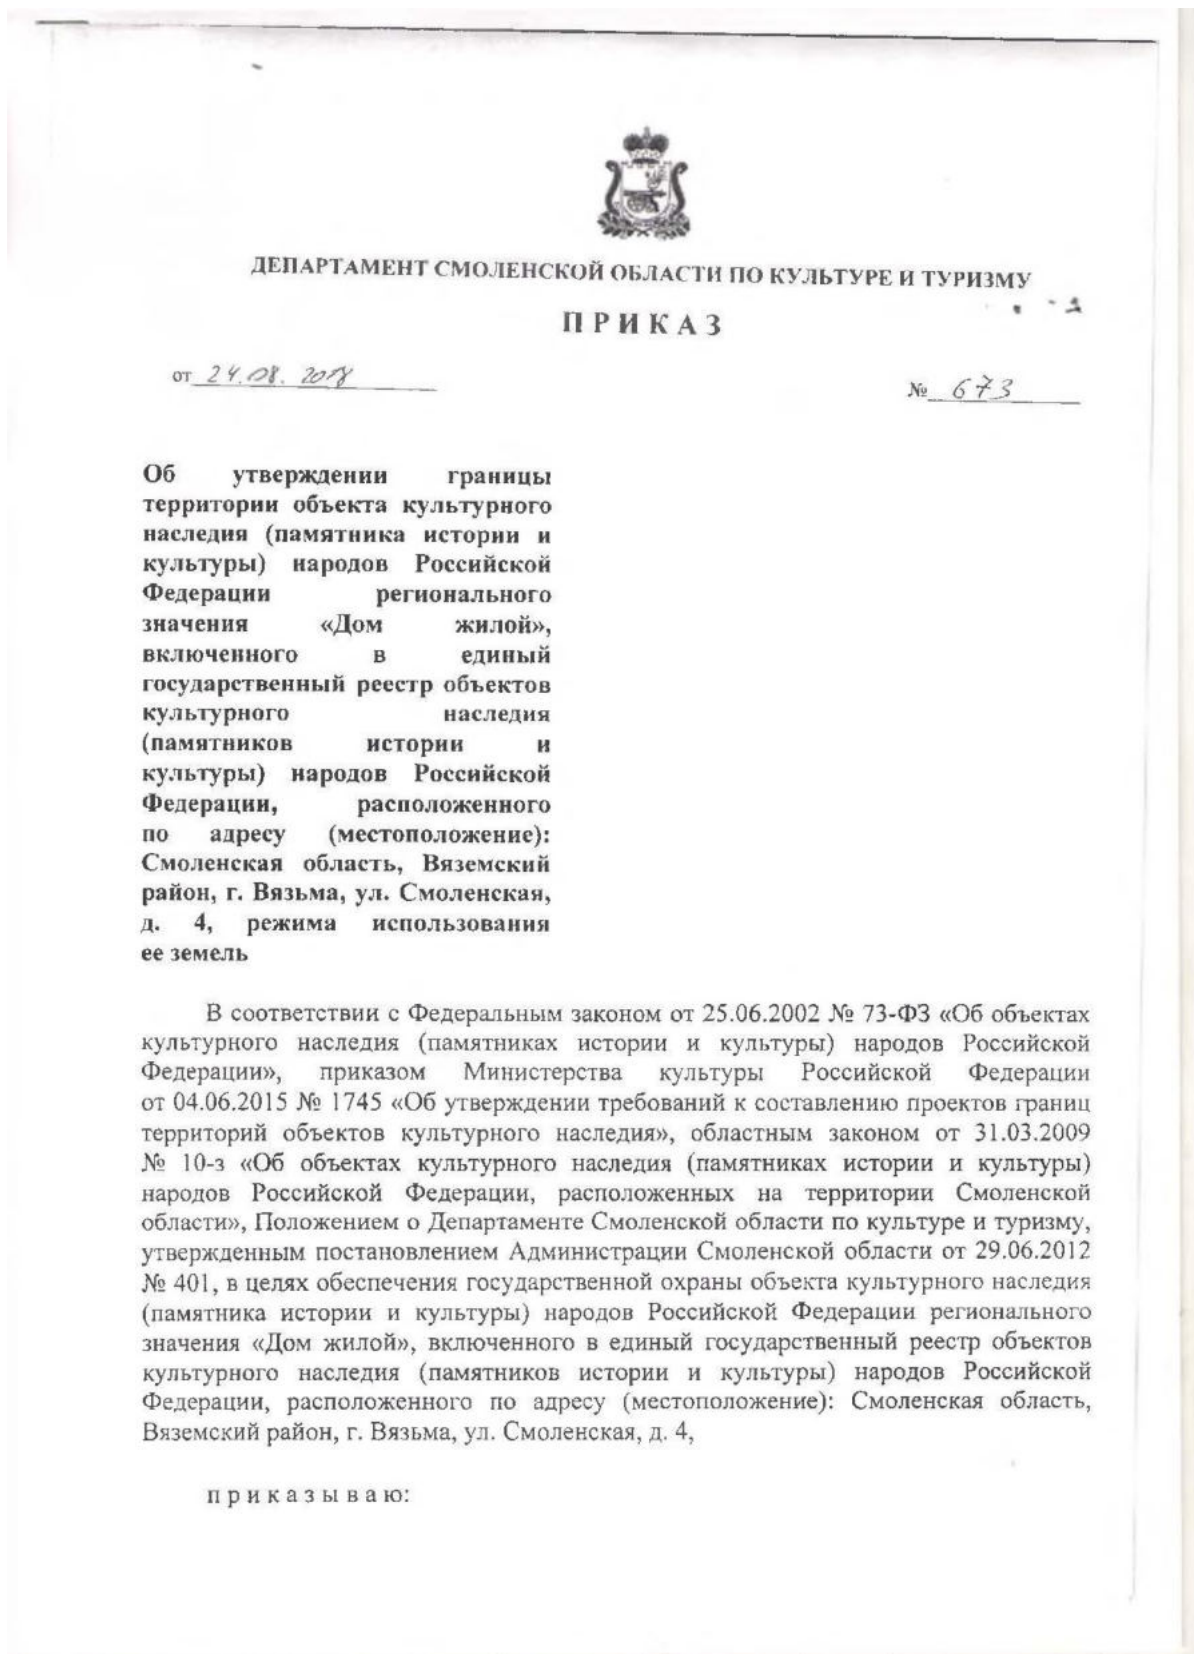 ДЕПАРТАМЕНТ СМОЛЕНСКОЙ ОБЛАСТИ ПО КУЛЬТУРЕ И ТУРИЗМУ
ПРИКАЗ
от 24.08.2018
№ 673
Об утверждении границы
территории объекта культурного
наследия (памятника истории и
культуры) народов Российской
Федерации регионального
значения «Дом жилой»,
включенного в единый
государственный реестр объектов
культурного наследия
(памятников истории и
культуры) народов Российской
Федерации, расположенного
по адресу (местоположение):
Смоленская область, Вяземский
район, г. Вязьма, ул. Смоленская,
д. 4, режима использования
ее земель
В соответствии с Федеральным законом от 25.06.2002 № 73-ФЗ «Об объектах
культурного наследия (памятниках истории и культуры) народов Российской
Федерации», приказом Министерства культуры Российской Федерации
от 04.06.2015 № 1745 «Об утверждении требований к составлению проектов границ
территорий объектов культурного наследия», областным законом от 31.03.2009
№ 10-з «Об объектах культурного наследия (памятниках истории и культуры)
народов Российской Федерации, расположенных на территории Смоленской
области», Положением о Департаменте Смоленской области по культуре и туризму,
утвержденным постановлением Администрации Смоленской области от 29.06.2012
№ 401, в целях обеспечения государственной охраны объекта культурного наследия
(памятника истории и культуры) народов Российской Федерации регионального
значения «Дом жилой», включенного в единый государственный реестр объектов
культурного наследия (памятников истории и культуры) народов Российской
Федерации, расположенного по адресу (местоположение): Смоленская область,
Вяземский район, г. Вязьма, ул. Смоленская, д. 4,
приказываю: